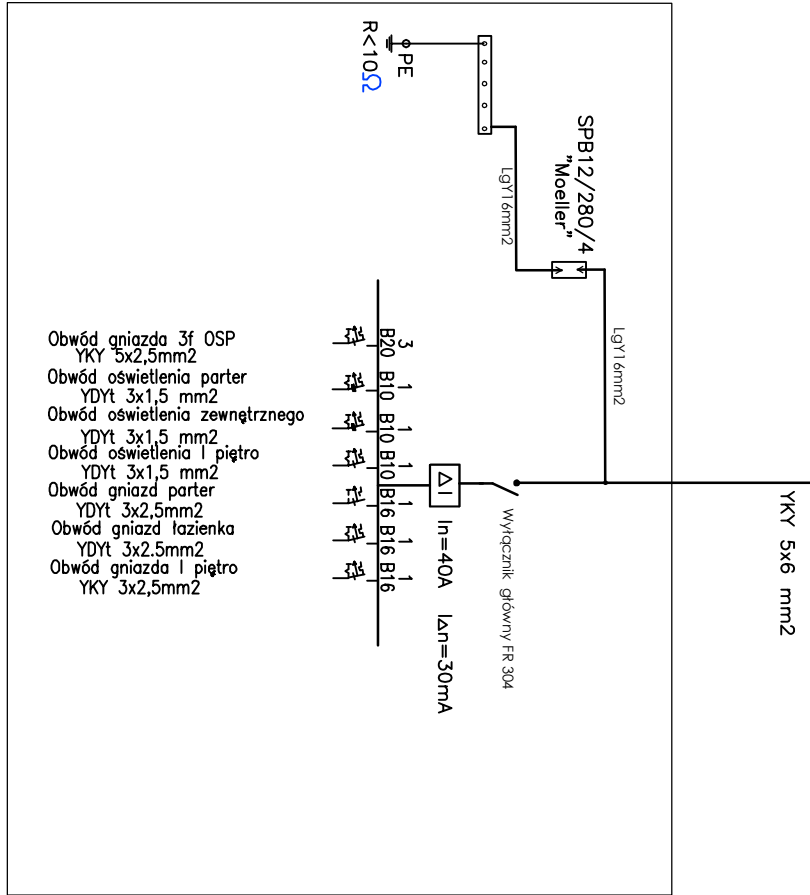 R<10Ω
PE
SPB12/280/4
"Moeller"
LgY16mm2
LgY16mm2
YKY 5x6 mm2
Wyłącznik główny FR 304
ΔI
In=40A IΔn=30mA
3
B20
1
B10
1
B10
1
B10
1
B16
1
B16
1
B16
Obwód gniazda 3f OSP
YKY 5x2,5mm2
Obwód oświetlenia parter
YDYt 3x1,5 mm2
Obwód oświetlenia zewnętrznego
YDYt 3x1,5 mm2
Obwód oświetlenia I piętro
YDYt 3x1,5 mm2
Obwód gniazd parter
YDYt 3x2,5mm2
Obwód gniazd łazienka
YDYt 3x2.5mm2
Obwód gniazda I piętro
YKY 3x2,5mm2